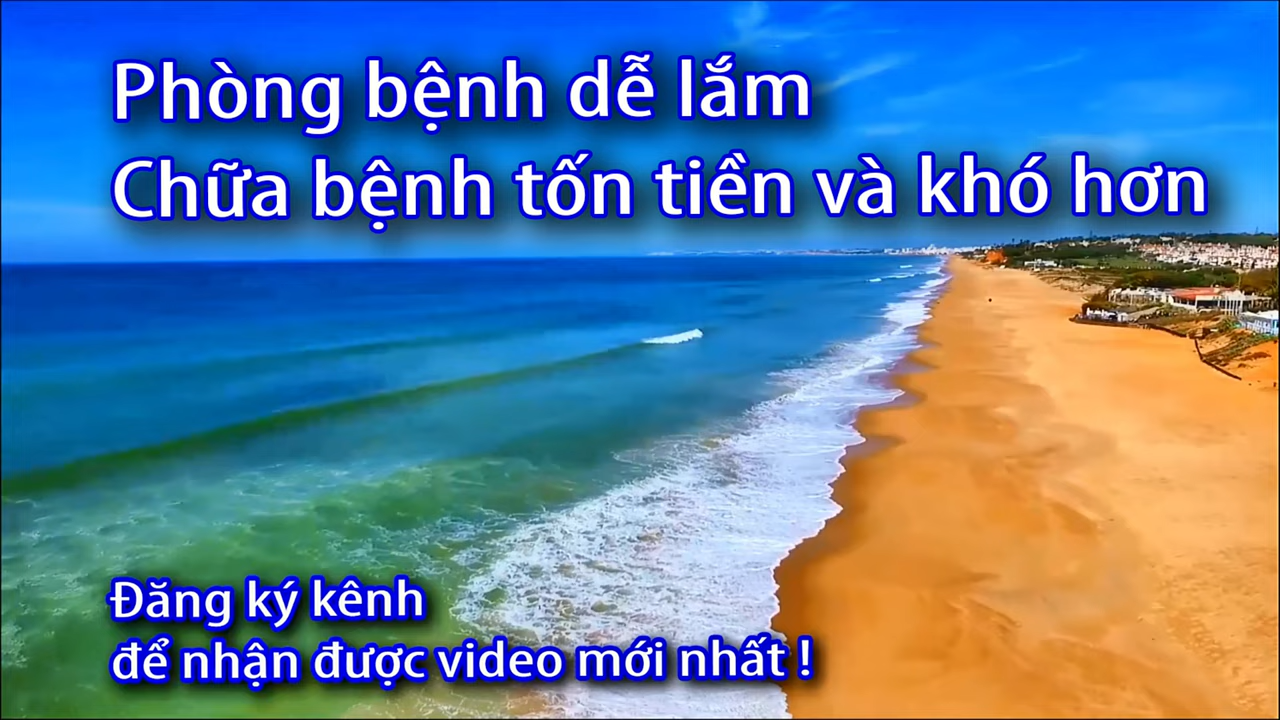 Phòng bệnh dễ lắm
Chữa bệnh tốn tiền và khó hơn
Đăng ký kênh
để nhận được video mới nhất !